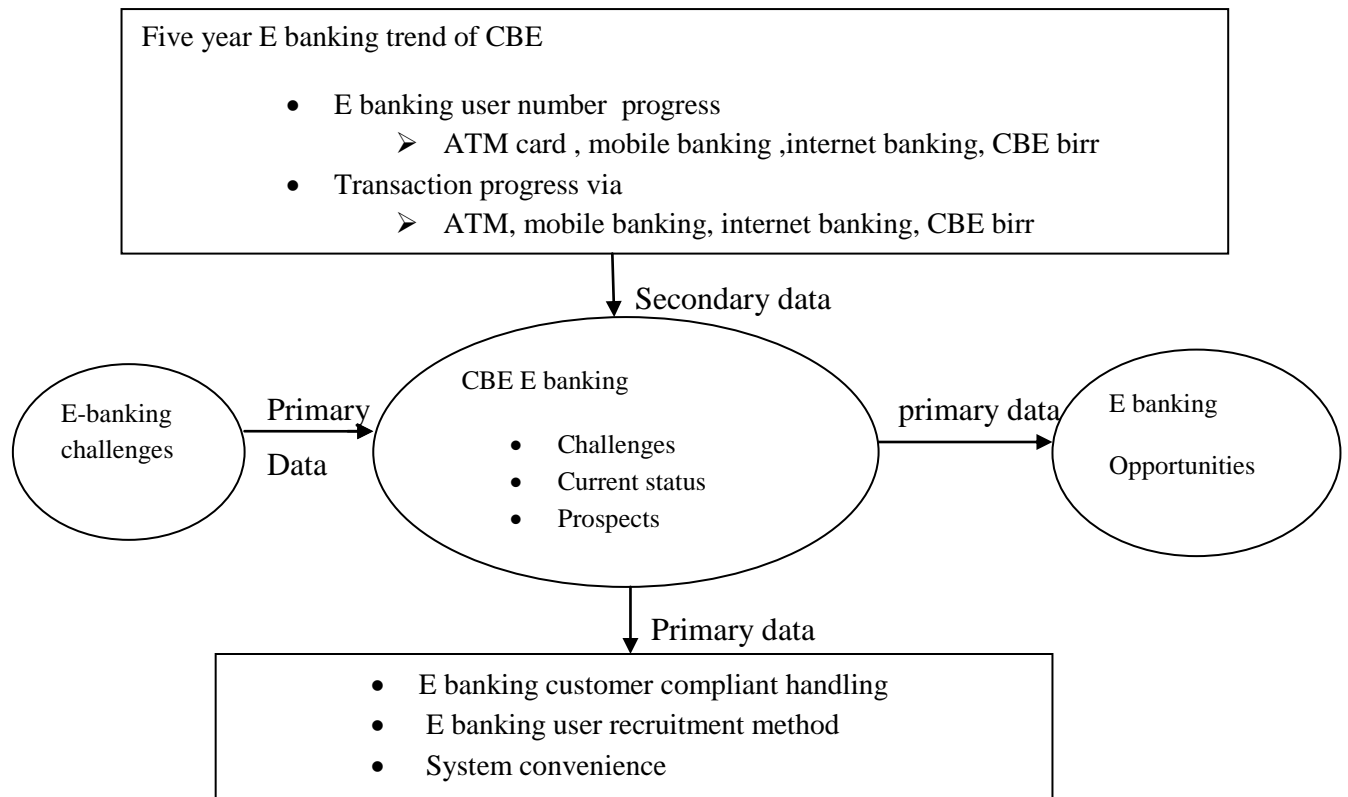 Five year E banking trend of CBE
• E banking user number progress
➢ ATM card , mobile banking ,internet banking, CBE birr
• Transaction progress via
➢ ATM, mobile banking, internet banking, CBE birr
Secondary data
E-banking
challenges
Primary
Data
CBE E banking
• Challenges
• Current status
• Prospects
primary data
E banking
Opportunities
Primary data
• E banking customer compliant handling
• E banking user recruitment method
• System convenience